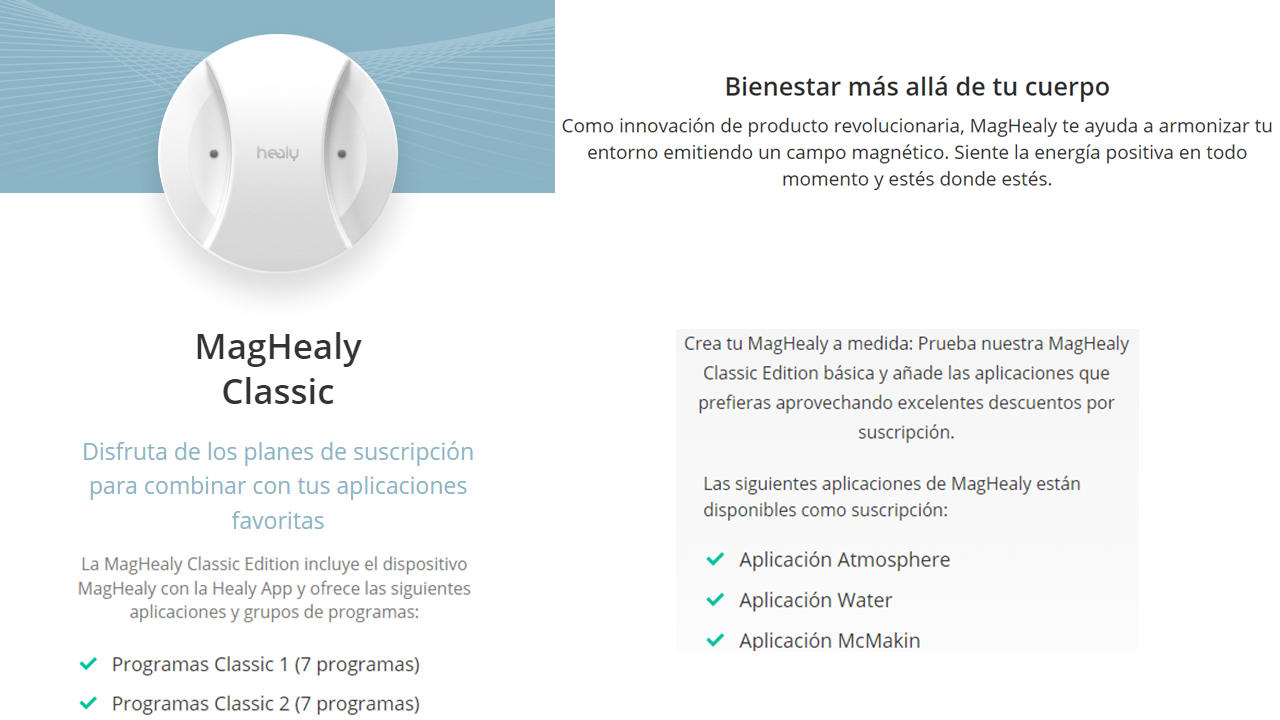 healy
MagHealy
Classic
Disfruta de los planes de suscripción
para combinar con tus aplicaciones
favoritas
La MagHealy Classic Edition incluye el dispositivo
MagHealy con la Healy App y ofrece las siguientes
aplicaciones y grupos de programas:
Programas Classic 1 (7 programas)
Programas Classic 2 (7 programas)
Bienestar más allá de tu cuerpo
Como innovación de producto revolucionaria, MagHealy te ayuda a armonizar tu
entorno emitiendo un campo magnético. Siente la energía positiva en todo
momento y estés donde estés.
Crea tu MagHealy a medida: Prueba nuestra MagHealy
Classic Edition básica y añade las aplicaciones que
prefieras aprovechando excelentes descuentos por
suscripción.
Las siguientes aplicaciones de MagHealy están
disponibles como suscripción:
Aplicación Atmosphere
Aplicación Water
Aplicación McMakin